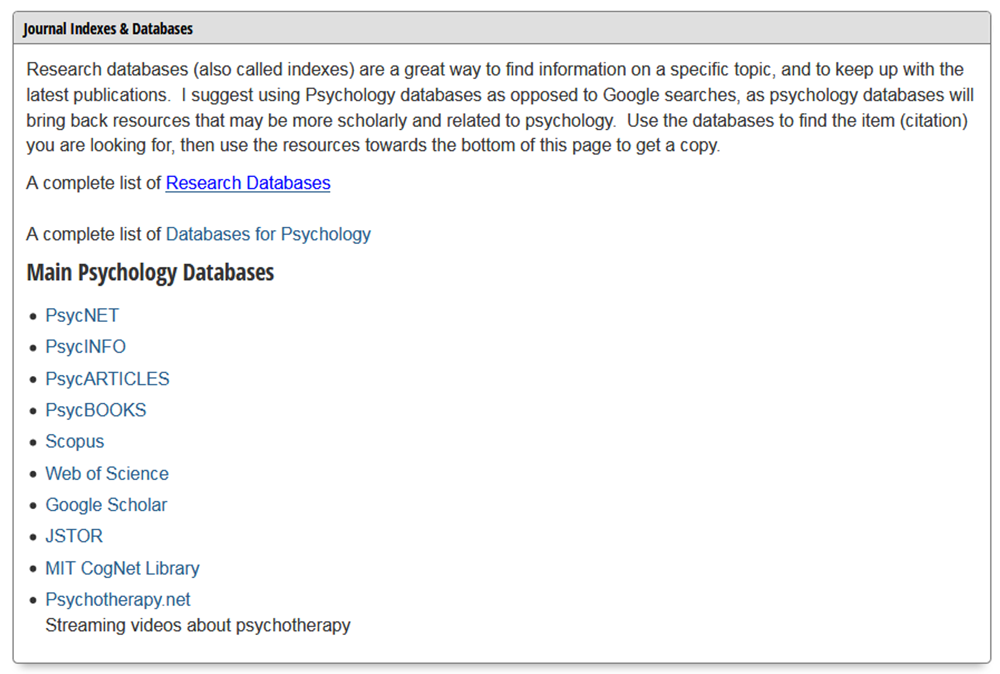 Journal Indexes & Databases
Research databases (also called indexes) are a great way to find information on a specific topic, and to keep up with the
latest publications.  I suggest using Psychology databases as opposed to Google searches, as psychology databases will
bring back resources that may be more scholarly and related to psychology.  Use the databases to find the item (citation)
you are looking for, then use the resources towards the bottom of this page to get a copy.
A complete list of Research Databases
A complete list of Databases for Psychology
Main Psychology Databases
• PsycNET
• PsycINFO
• PsycARTICLES
• PsycBOOKS
• Scopus
• Web of Science
• Google Scholar
• JSTOR
• MIT CogNet Library
• Psychotherapy.net
Streaming videos about psychotherapy